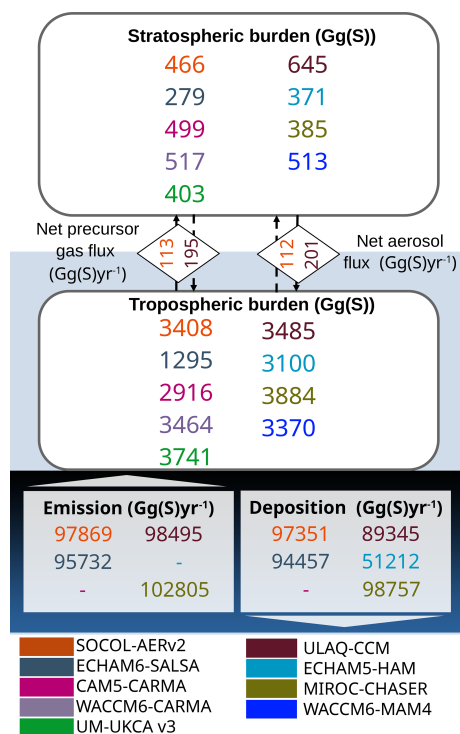 Stratospheric burden (Gg(S))
466 645
279 371
499 385
517 513
403
Net precursor
gas flux
(Gg(S)yr⁻¹)
113 195
112 201
Net aerosol
flux (Gg(S)yr⁻¹)
Tropospheric burden (Gg(S))
3408 3485
1295 3100
2916 3884
3464 3370
3741
Emission (Gg(S)yr⁻¹)
97869 98495
95732 -
- 102805
Deposition (Gg(S)yr⁻¹)
97351 89345
94457 51212
- 98757
SOCOL-AERv2
ECHAM6-SALSA
CAM5-CARMA
WACCM6-CARMA
UM-UKCA v3
ULAQ-CCM
ECHAM5-HAM
MIROC-CHASER
WACCM6-MAM4